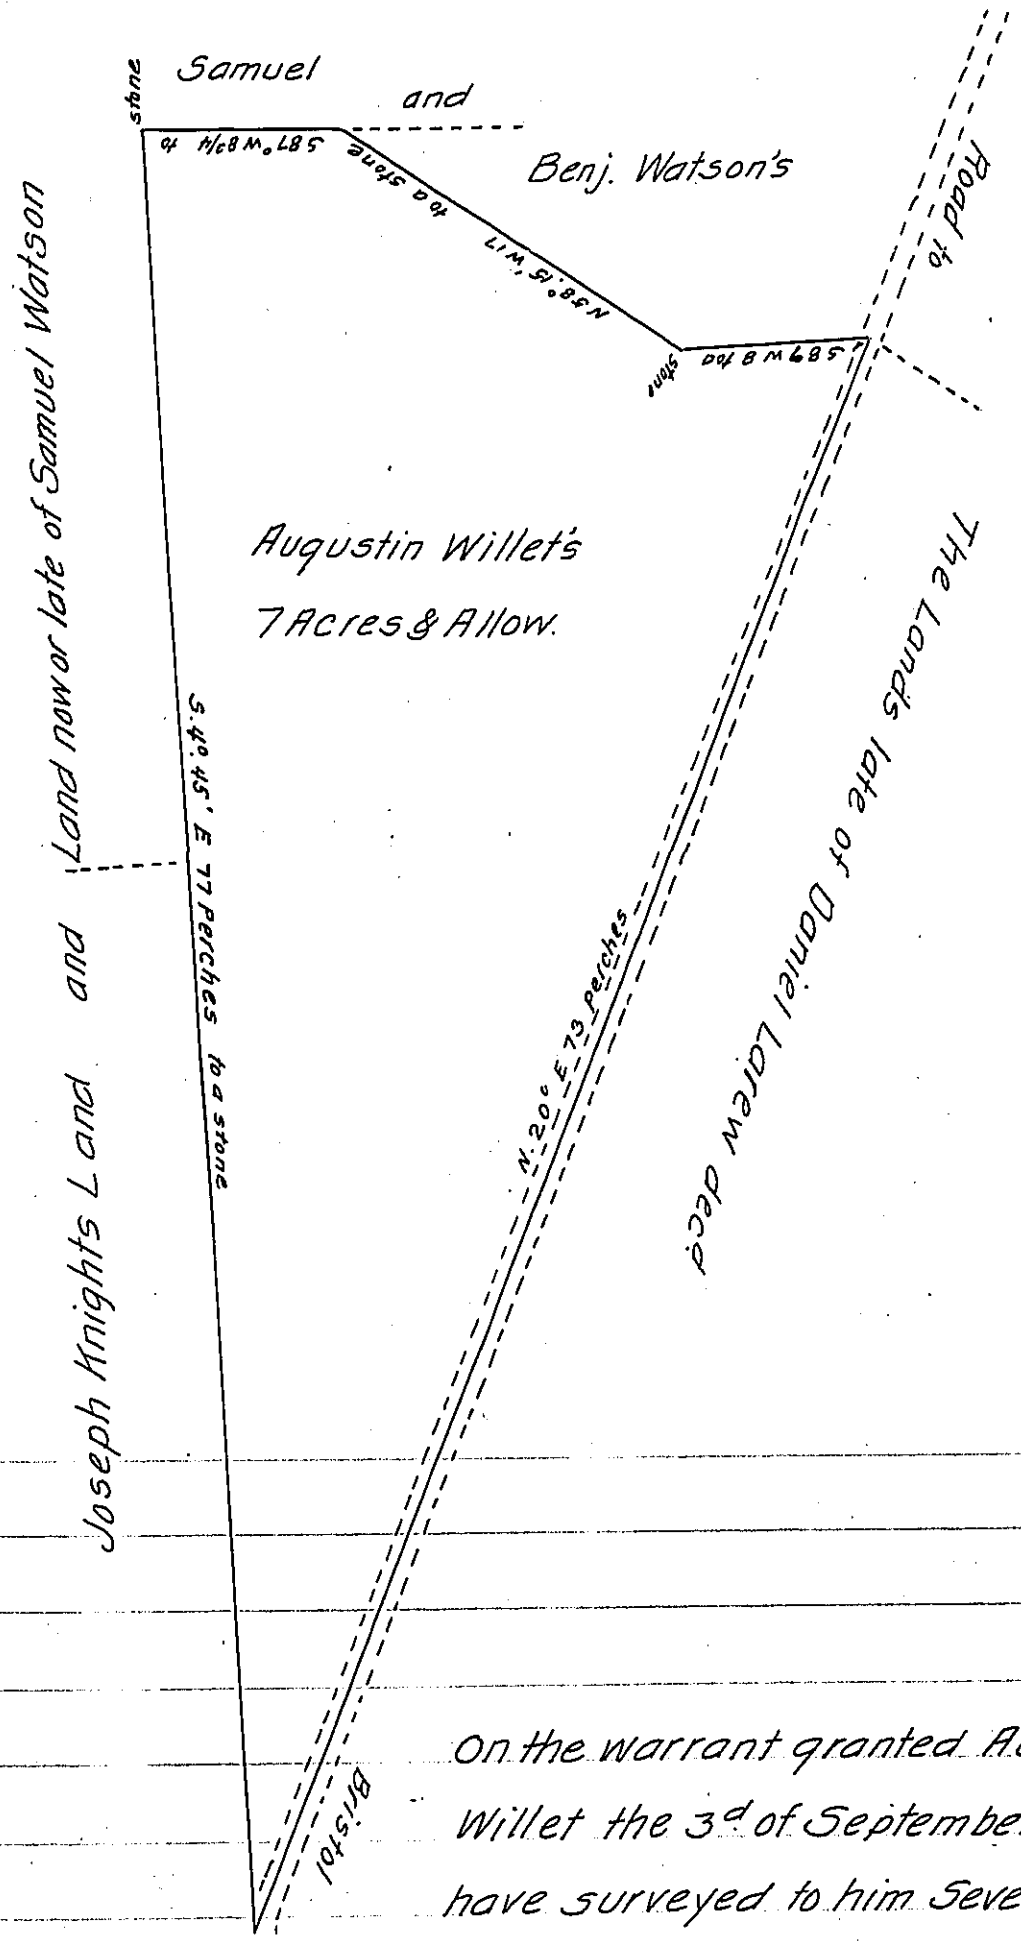 Samuel
and
Benj. Watson's
stone
S 87° W 8 3/4 to
to a stone
N 58°. 15' W 17
S 89 W 8 to a
stone
Road to
Land now or late of Samuel Watson
and
Joseph Knights Land
Augustin Willet's
7 Acres & Allow.
S. 4°. 45' E 77 Perches to a stone
N. 20° E 73 perches
The Lands late of Daniel Larew decd
Bristol
On the warrant granted
Willet the 3d of September
have surveyed to him